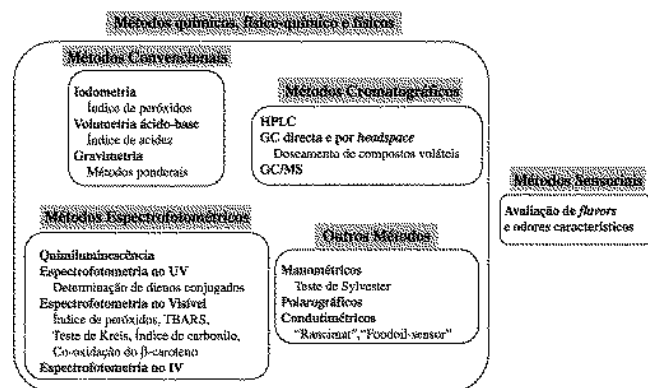 Métodos químicos, físico-químico e físicos
Métodos Convencionais
Iodometria
Índice de peróxidos
Volumetria ácido-base
Índice de acidez
Gravimetria
Métodos ponderais
Métodos Cromatográficos
HPLC
GC directa e por headspace
Doseamento de compostos voláteis
GC/MS
Métodos Sensoriais
Avaliação de flavors
e odores característicos
Métodos Espectrofotométricos
Quimiluminescência
Espectrofotometria no UV
Determinação de dienos conjugados
Espectrofotometria no Visível
Índice de peróxidos, TBARS,
Teste de Kreis, Índice de carbonilo,
Co-oxidação do β-caroteno
Espectrofotometria no IV
Outros Métodos
Manométricos
Teste de Sylvester
Polarográficos
Condutimétricos
"Rancimat", "Foodoil-sensor"